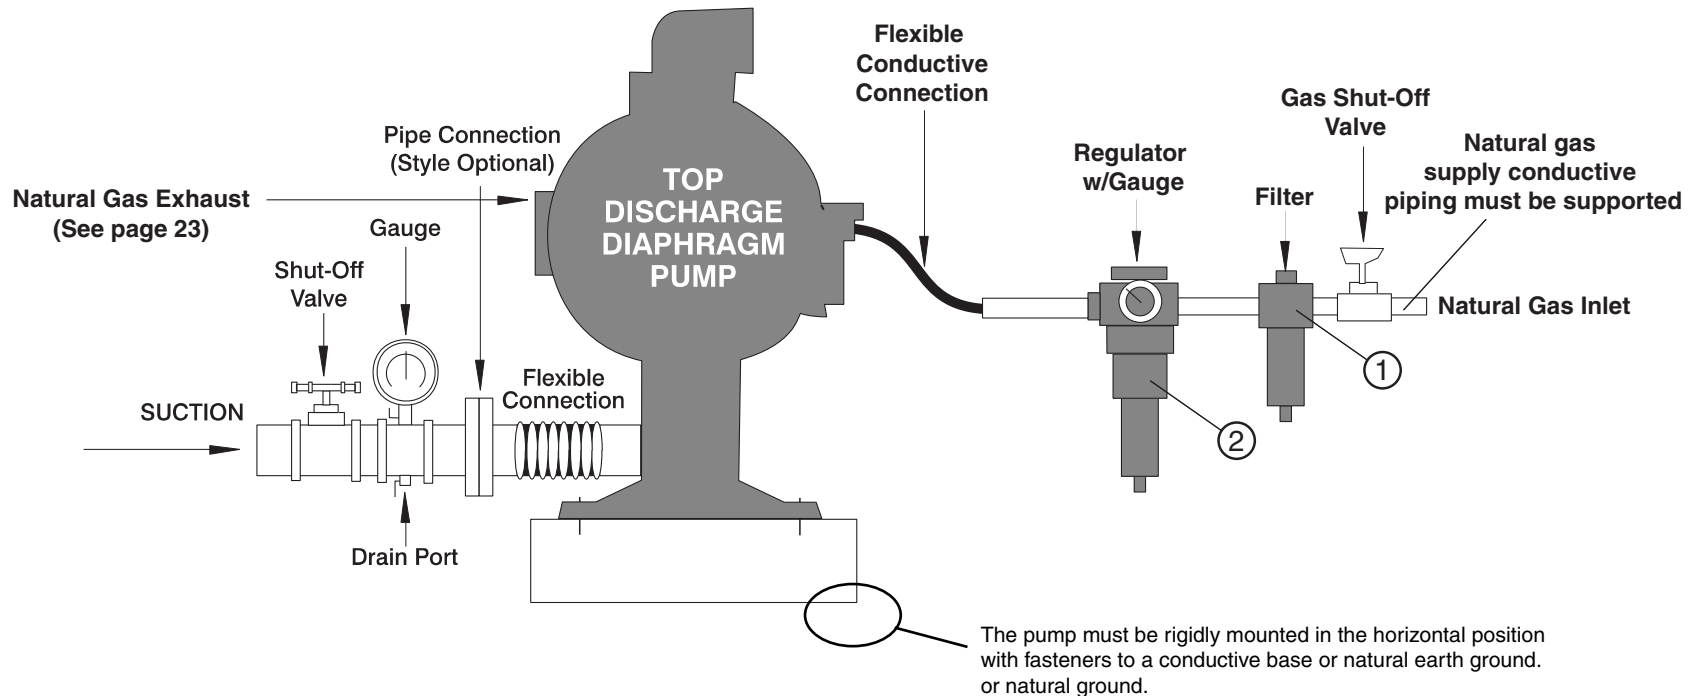 Flexible
Conductive
Connection
Gas Shut-Off
Valve
Pipe Connection
(Style Optional)
Natural gas
supply conductive
piping must be supported
Regulator
w/Gauge
Filter
TOP
DISCHARGE
DIAPHRAGM
PUMP
Natural Gas Exhaust
(See page 23)
Gauge
Shut-Off
Valve
Natural Gas Inlet
1
2
Flexible
Connection
SUCTION
Drain Port
The pump must be rigidly mounted in the horizontal position
with fasteners to a conductive base or natural earth ground.
or natural ground.